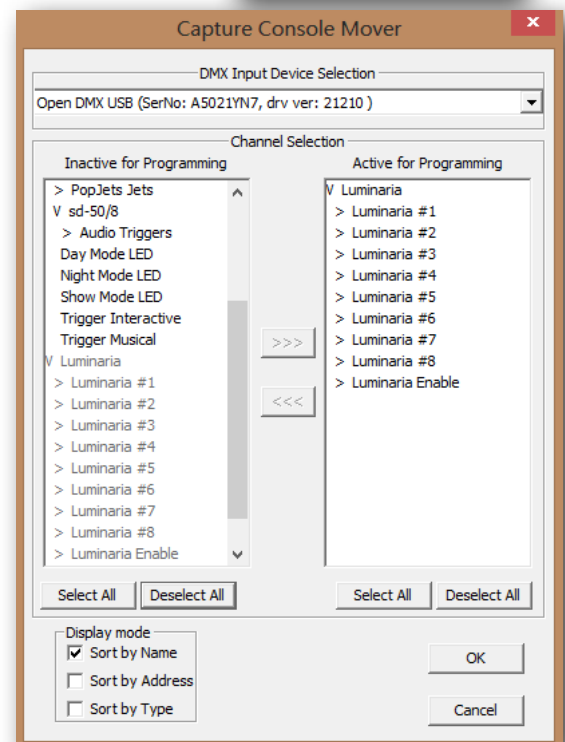 Capture Console Mover
x
DMX Input Device Selection
Open DMX USB (SerNo: A5021YN7, drv ver: 21210 )
Channel Selection
Inactive for Programming
> PopJets Jets
V sd-50/8
> Audio Triggers
Day Mode LED
Night Mode LED
Show Mode LED
Trigger Interactive
Trigger Musical
V Luminaria
> Luminaria #1
> Luminaria #2
> Luminaria #3
> Luminaria #4
> Luminaria #5
> Luminaria #6
> Luminaria #7
> Luminaria #8
> Luminaria Enable
Select All Deselect All
>>>
<<<
Active for Programming
V Luminaria
> Luminaria #1
> Luminaria #2
> Luminaria #3
> Luminaria #4
> Luminaria #5
> Luminaria #6
> Luminaria #7
> Luminaria #8
> Luminaria Enable
Select All Deselect All
Display mode
Sort by Name
Sort by Address
Sort by Type
OK
Cancel